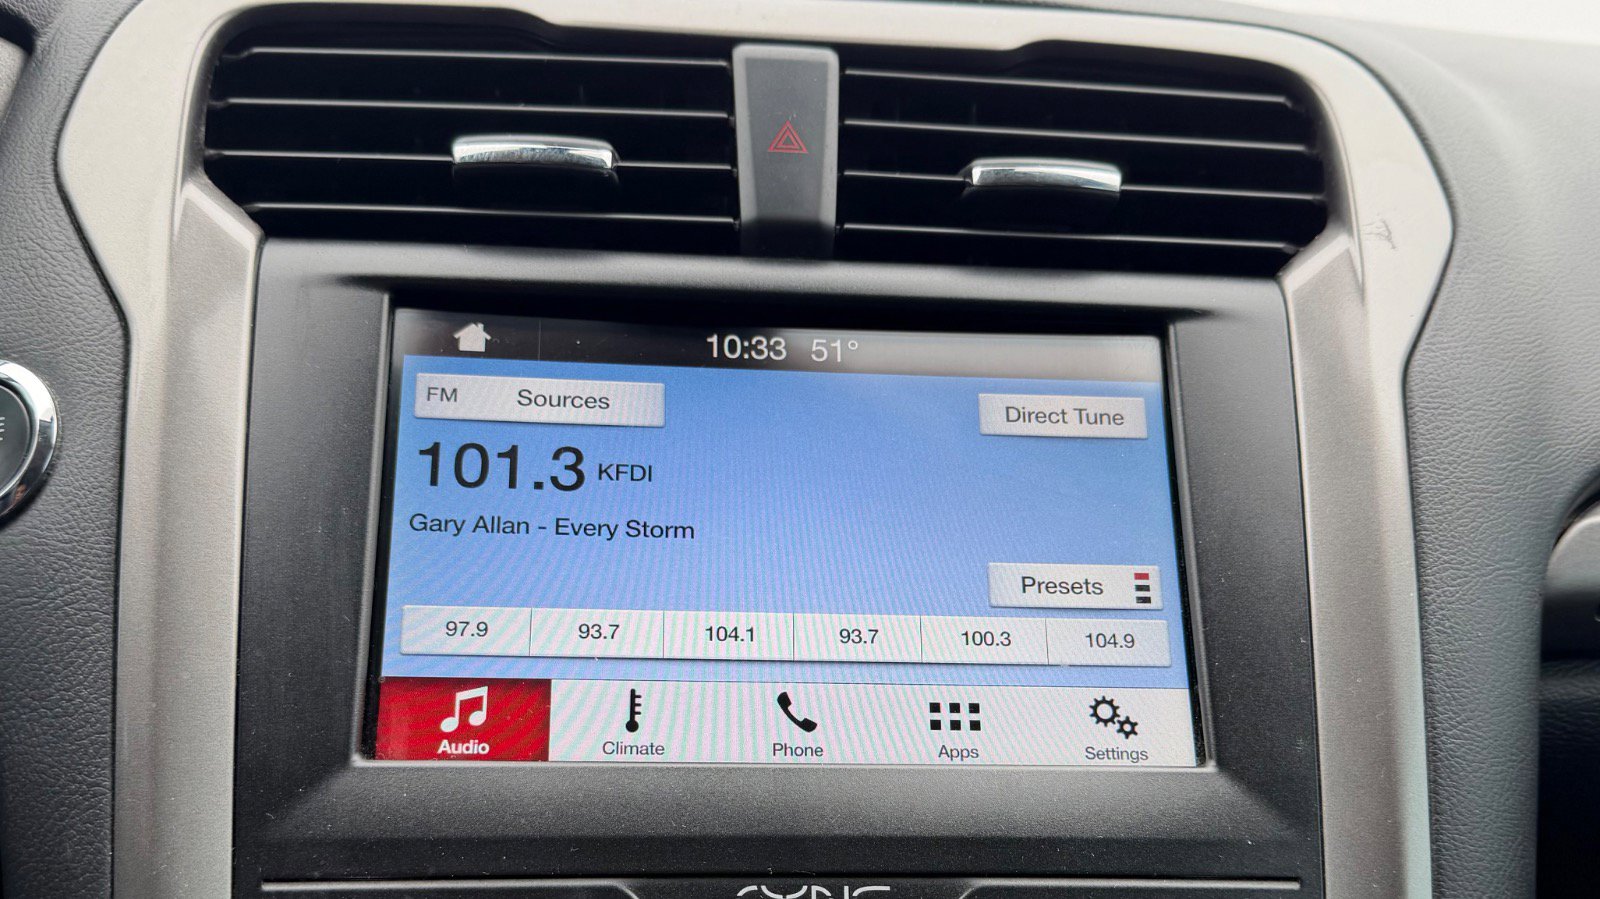 10:33 51°
FM Sources
Direct Tune
101.3 KFDI
Gary Allan - Every Storm
Presets
97.9 93.7 104.1 93.7 100.3 104.9
Audio Climate Phone Apps Settings